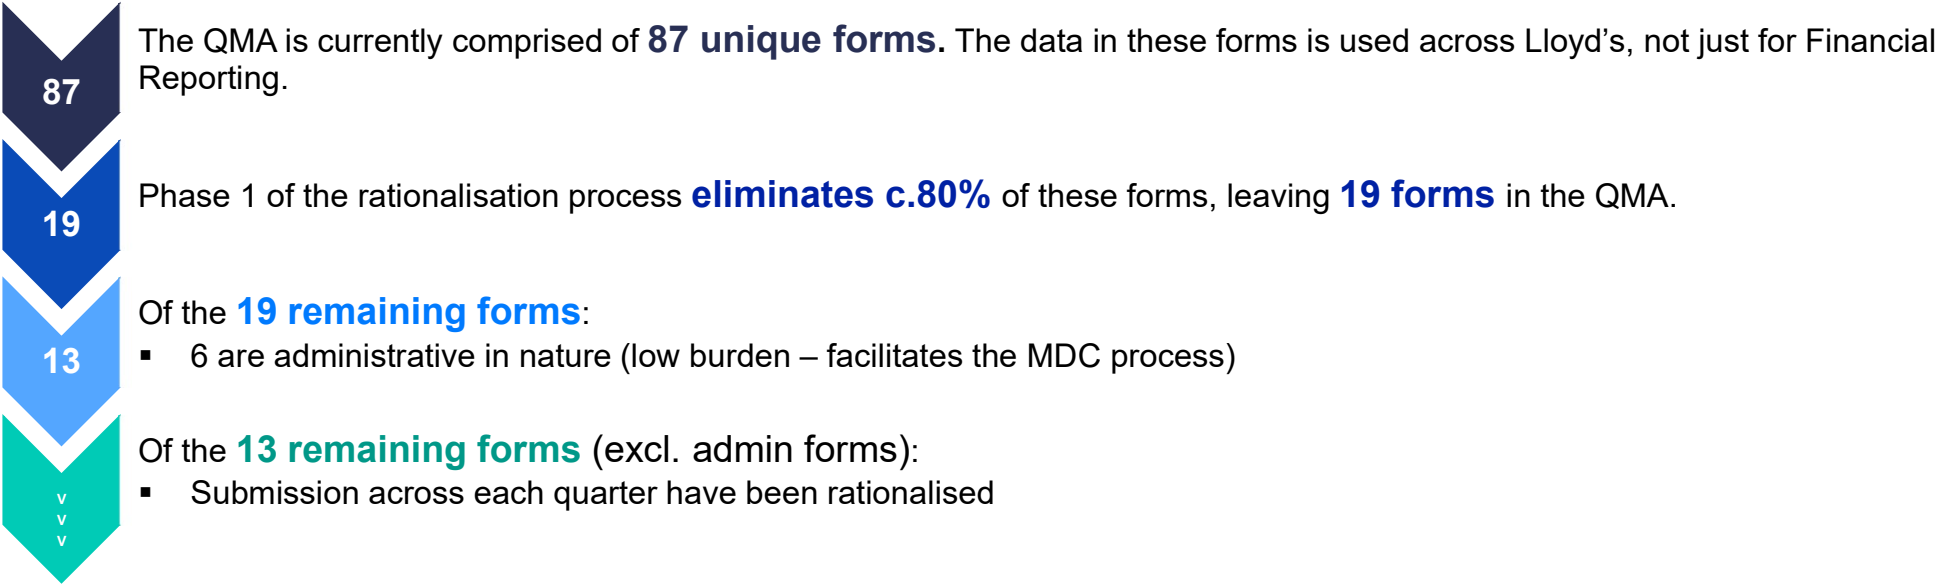 87
The QMA is currently comprised of 87 unique forms. The data in these forms is used across Lloyd's, not just for Financial
Reporting.
19
Phase 1 of the rationalisation process eliminates c.80% of these forms, leaving 19 forms in the QMA.
13
Of the 19 remaining forms:
▪ 6 are administrative in nature (low burden – facilitates the MDC process)
v
v
v
Of the 13 remaining forms (excl. admin forms):
▪ Submission across each quarter have been rationalised